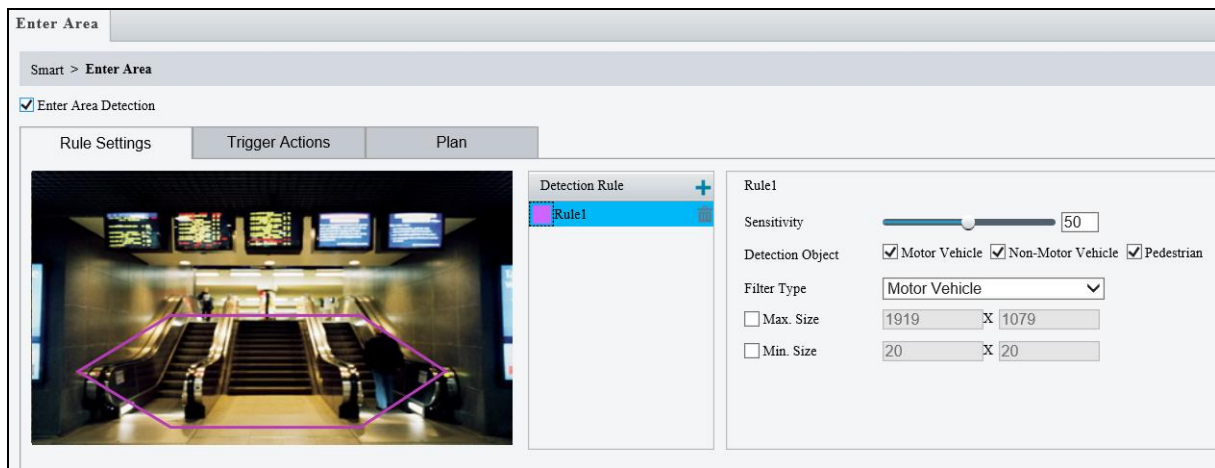 Enter Area
Smart > Enter Area
Enter Area Detection
Rule Settings Trigger Actions Plan
Detection Rule +
Rule1
Rule1
Sensitivity 50
Detection Object Motor Vehicle Non-Motor Vehicle Pedestrian
Filter Type Motor Vehicle
Max. Size 1919 X 1079
Min. Size 20 X 20